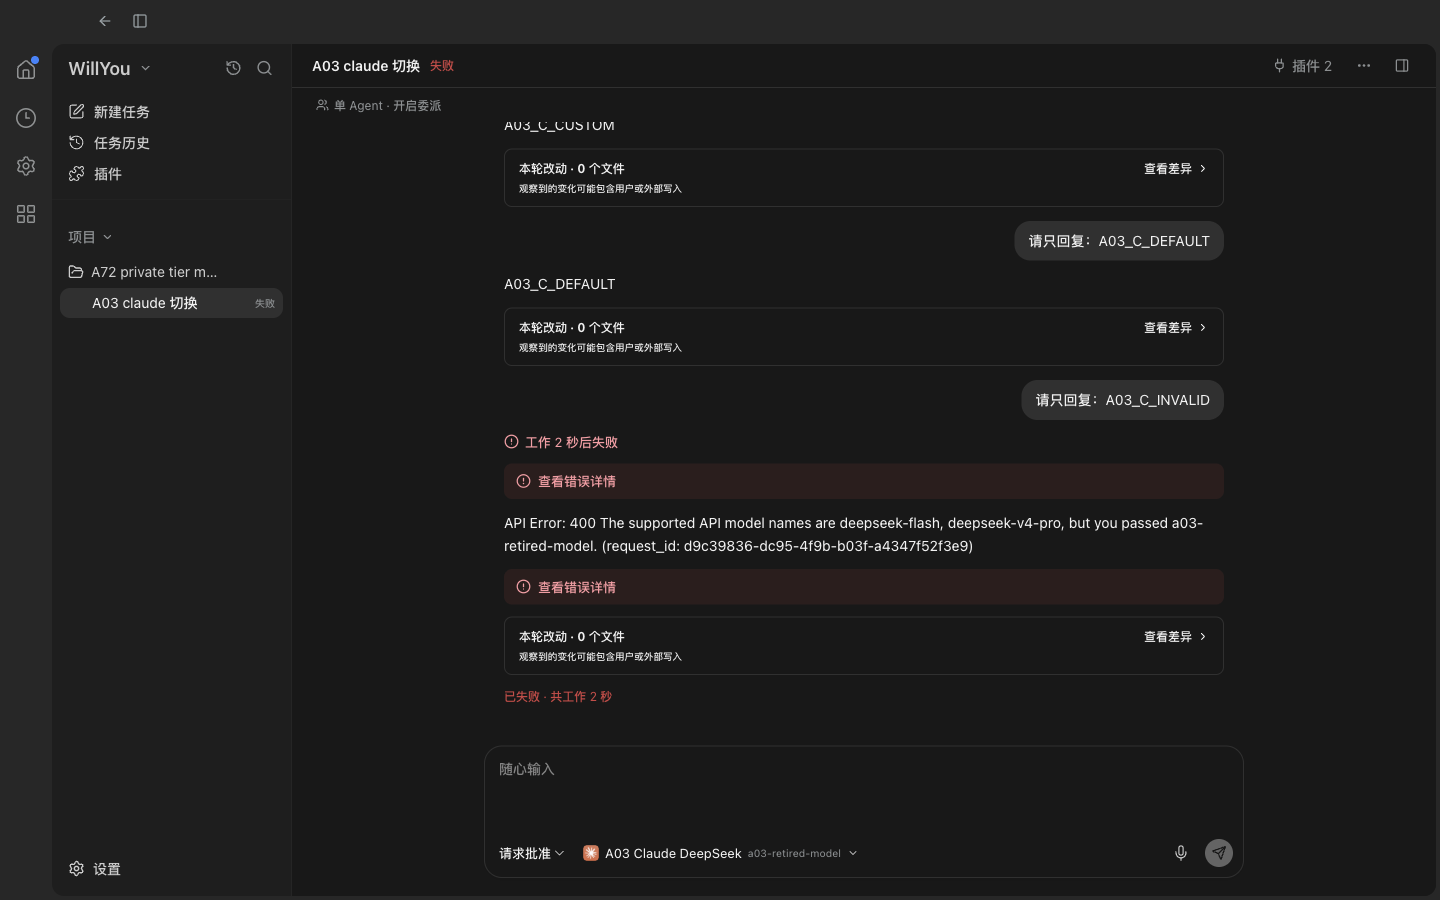 WillYou
新建任务
任务历史
插件
项目
A72 private tier m...
A03 claude 切换 失败
设置
A03 claude 切换 失败
插件 2
单 Agent · 开启委派
A03_C_CUSTOM
本轮改动 · 0 个文件
查看差异
观察到的变化可能包含用户或外部写入
请只回复：A03_C_DEFAULT
A03_C_DEFAULT
本轮改动 · 0 个文件
查看差异
观察到的变化可能包含用户或外部写入
请只回复：A03_C_INVALID
工作 2 秒后失败
查看错误详情
API Error: 400 The supported API model names are deepseek-flash, deepseek-v4-pro, but you passed a03-
retired-model. (request_id: d9c39836-dc95-4f9b-b03f-a4347f52f3e9)
查看错误详情
本轮改动 · 0 个文件
查看差异
观察到的变化可能包含用户或外部写入
已失败 · 共工作 2 秒
随心输入
请求批准
A03 Claude DeepSeek a03-retired-model